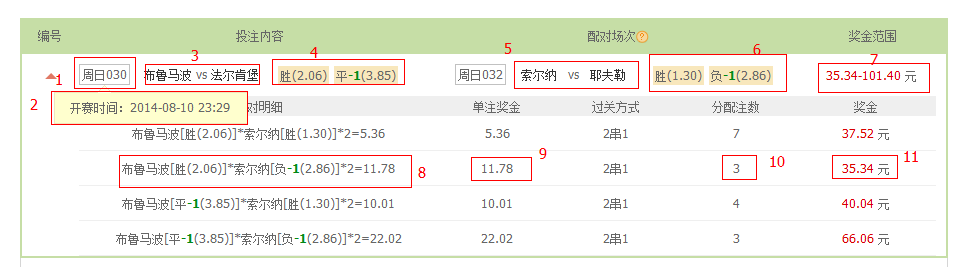 编号 投注内容 配对场次 ? 奖金范围
3 4 5 6 7
1 周日030 布鲁马波 vs 法尔肯堡 胜(2.06) 平-1(3.85) 周日032 索尔纳 vs 耶夫勒 胜(1.30) 负-1(2.86) 35.34-101.40 元
2 开赛时间：2014-08-10 23:29 对明细 单注奖金 过关方式 分配注数 奖金
布鲁马波[胜(2.06)]*索尔纳[胜(1.30)]*2=5.36 5.36 2串1 7 37.52 元
布鲁马波[胜(2.06)]*索尔纳[负-1(2.86)]*2=11.78 8 11.78 9 2串1 3 10 35.34 元 11
布鲁马波[平-1(3.85)]*索尔纳[胜(1.30)]*2=10.01 10.01 2串1 4 40.04 元
布鲁马波[平-1(3.85)]*索尔纳[负-1(2.86)]*2=22.02 22.02 2串1 3 66.06 元